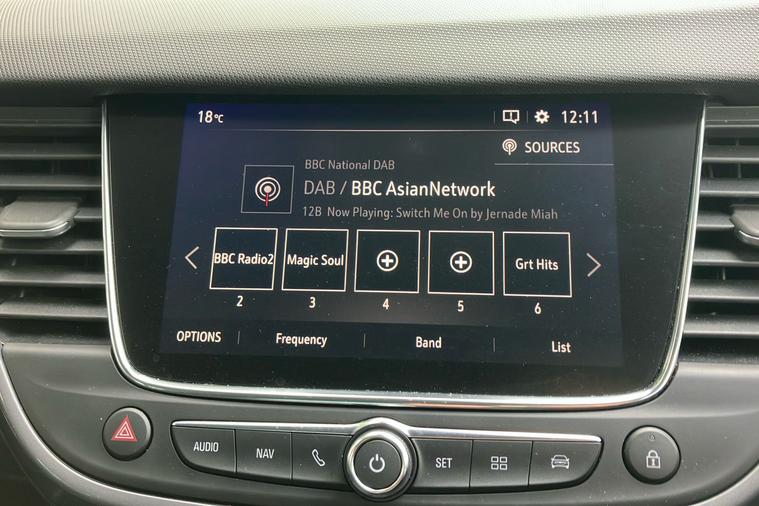 18°C 12:11
SOURCES
BBC National DAB
DAB / BBC AsianNetwork
12B Now Playing: Switch Me On by Jernade Miah
BBC Radio2 Magic Soul Grt Hits
2 3 4 5 6
OPTIONS Frequency Band List
AUDIO NAV SET